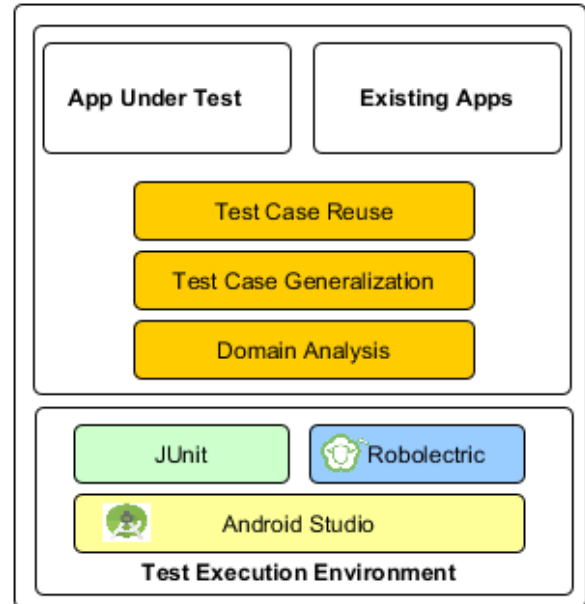 App Under Test
Existing Apps
Test Case Reuse
Test Case Generalization
Domain Analysis
JUnit
Robolectric
Android Studio
Test Execution Environment